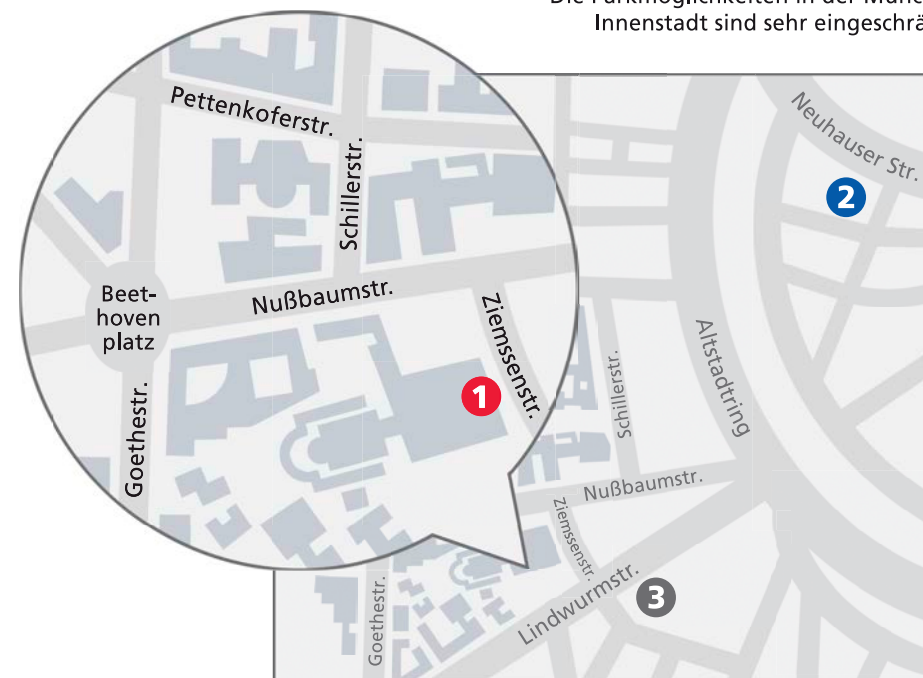 Innenstadt sind sehr eingeschrä
Pettenkoferstr.
Schillerstr.
Nußbaumstr.
Beet-
hoven
platz
Goethestr.
Ziemssenstr.
1
Neuhauser Str.
2
Altstadtring
Schillerstr.
Nußbaumstr.
Ziemssenstr.
Lindwurmstr.
3
Goethestr.